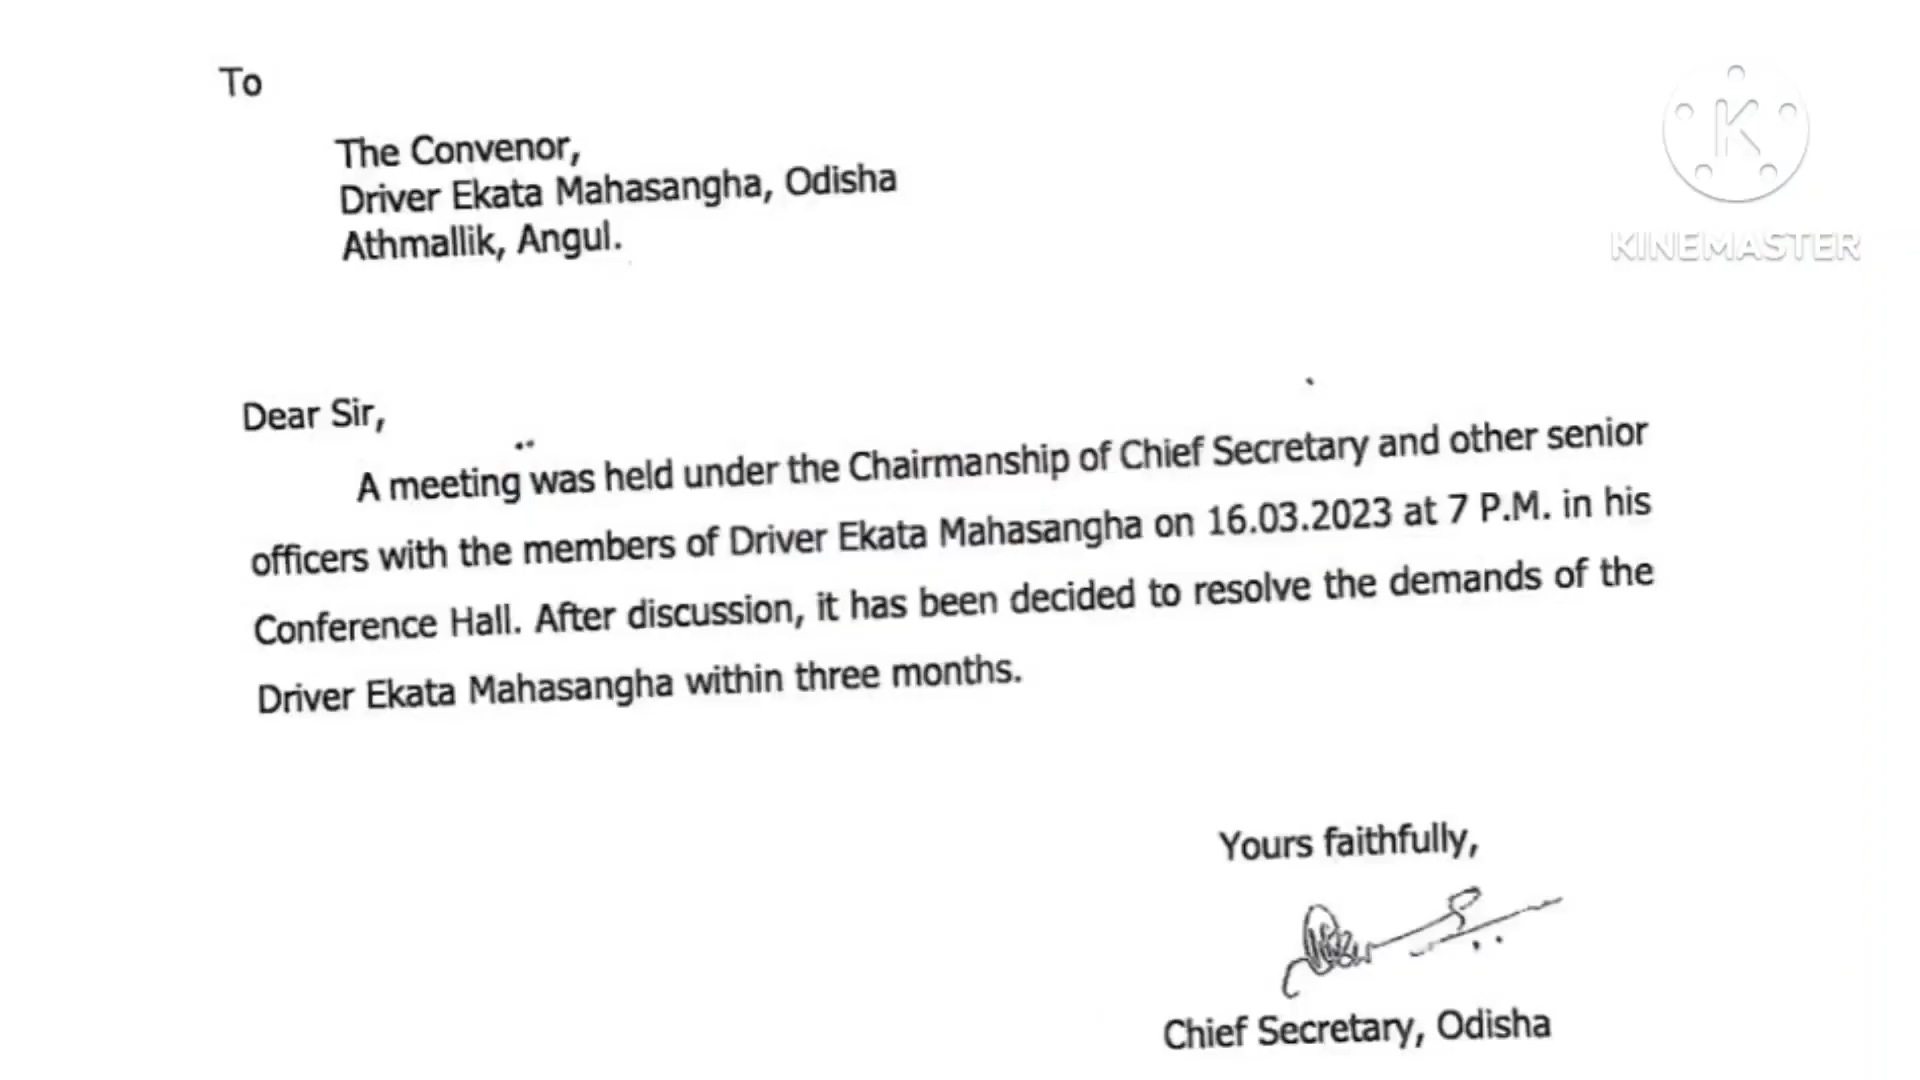 To
The Convenor,
Driver Ekata Mahasangha, Odisha
Athmallik, Angul.
KINEMASTER
Dear Sir,
A meeting was held under the Chairmanship of Chief Secretary and other senior
officers with the members of Driver Ekata Mahasangha on 16.03.2023 at 7 P.M. in his
Conference Hall. After discussion, it has been decided to resolve the demands of the
Driver Ekata Mahasangha within three months.
Yours faithfully,
Chief Secretary, Odisha